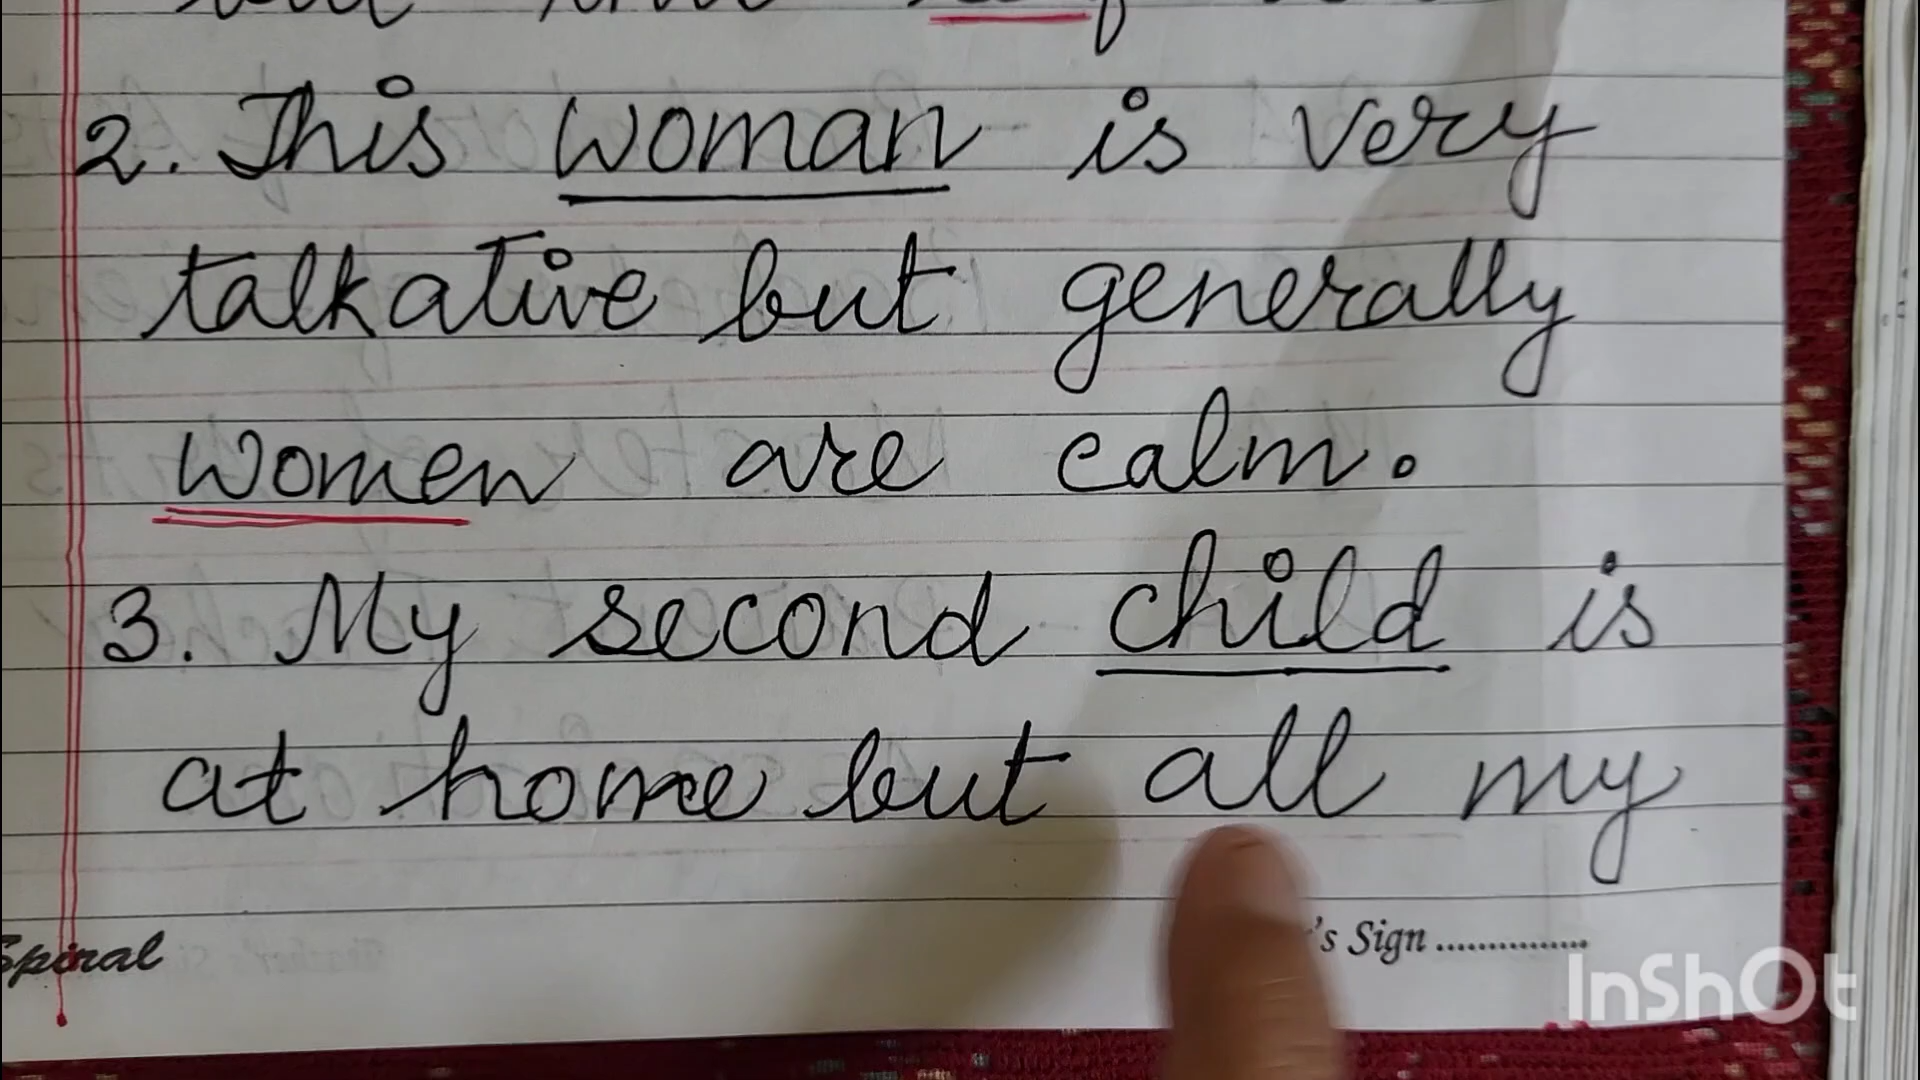 2. This woman is very
talkative but generally
women are calm.
3. My second child is
at home but all my
Spiral
's Sign ...............
InShOt